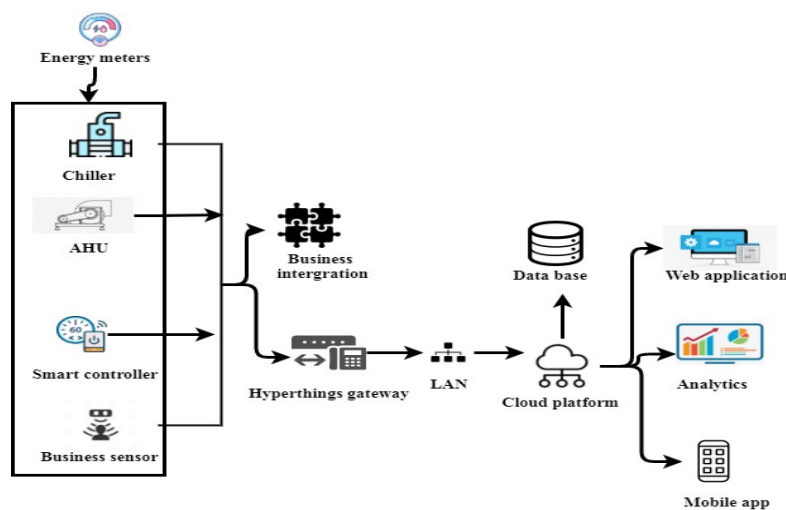 Energy meters
Chiller
AHU
60
Smart controller
Business sensor
Business
intergration
Hyperthings gateway
LAN
Data base
Cloud platform
Web application
Analytics
Mobile app